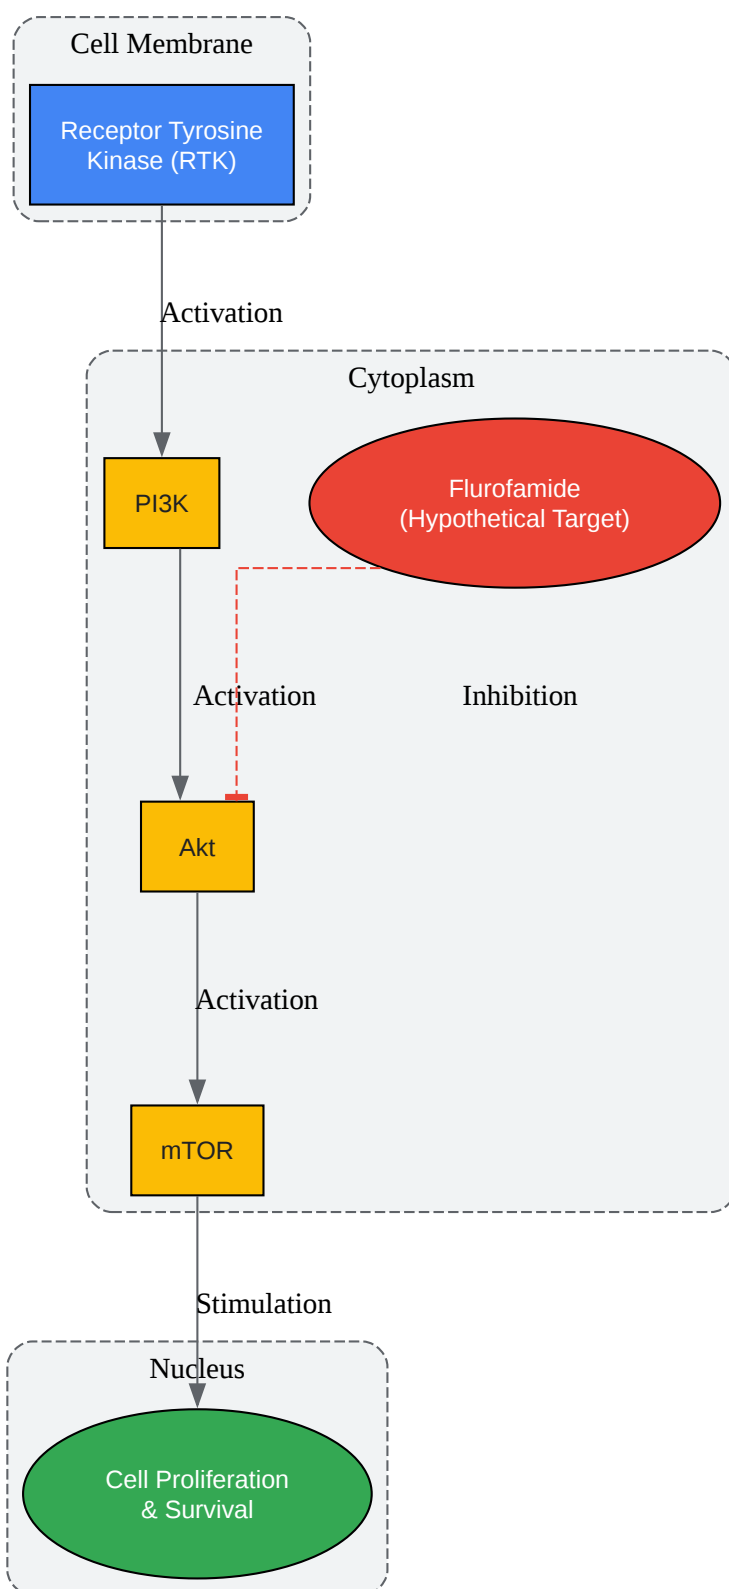 Cell Membrane
Receptor Tyrosine
Kinase (RTK)
Activation
Cytoplasm
PI3K
Flurofamide
(Hypothetical Target)
Activation
Inhibition
Akt
Activation
mTOR
Stimulation
Nucleus
Cell Proliferation
& Survival